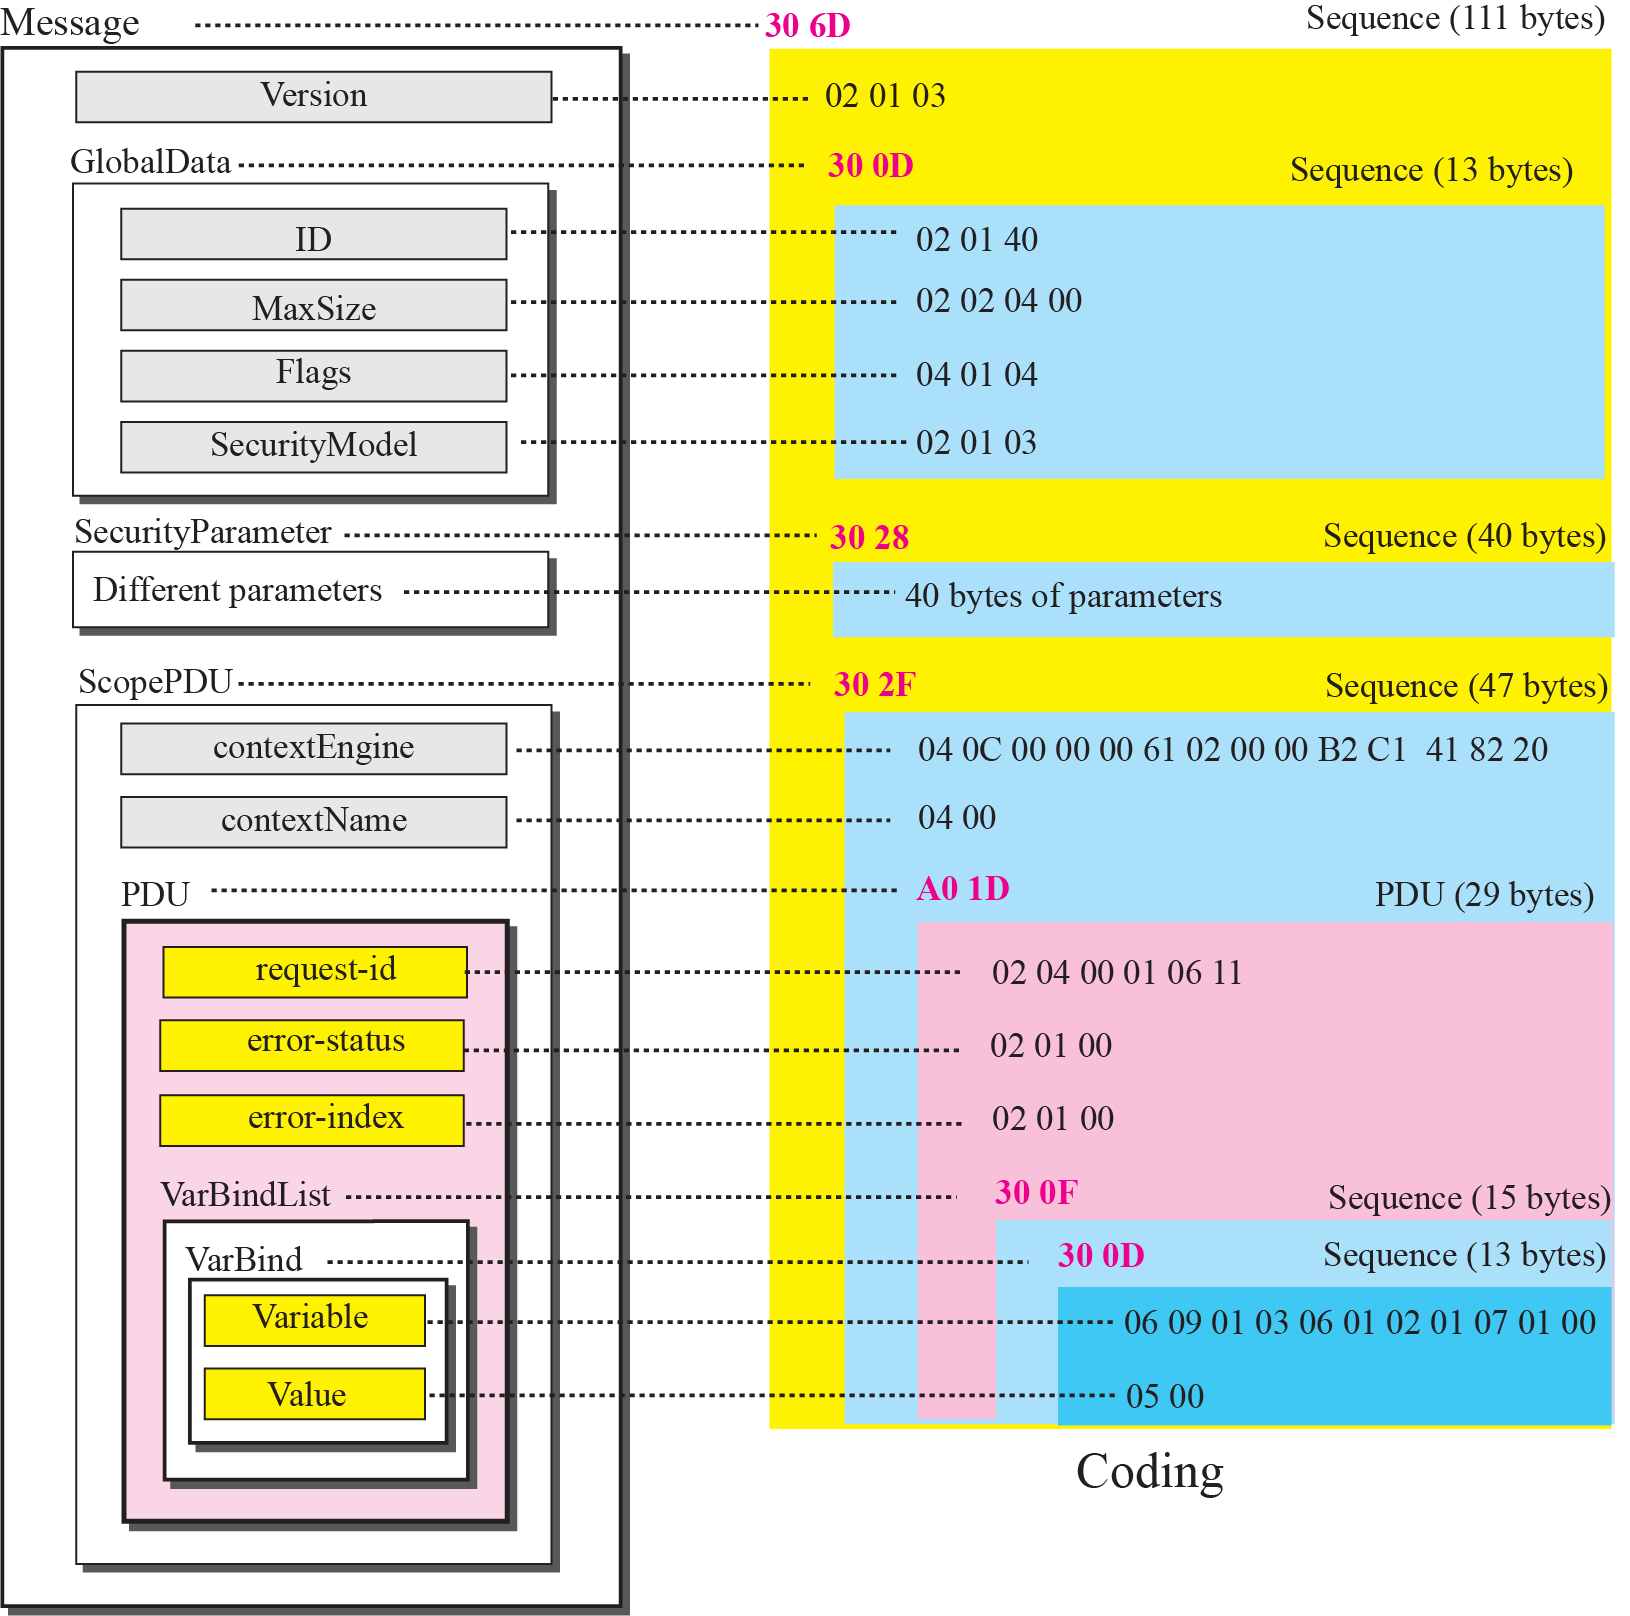 Message 30 6D Sequence (111 bytes)
Version 02 01 03
GlobalData 30 0D Sequence (13 bytes)
ID 02 01 40
MaxSize 02 02 04 00
Flags 04 01 04
SecurityModel 02 01 03
SecurityParameter 30 28 Sequence (40 bytes)
Different parameters 40 bytes of parameters
ScopePDU 30 2F Sequence (47 bytes)
contextEngine 04 0C 00 00 00 61 02 00 00 B2 C1 41 82 20
contextName 04 00
PDU A0 1D PDU (29 bytes)
request-id 02 04 00 01 06 11
error-status 02 01 00
error-index 02 01 00
VarBindList 30 0F Sequence (15 bytes)
VarBind 30 0D Sequence (13 bytes)
Variable 06 09 01 03 06 01 02 01 07 01 00
Value 05 00
Coding